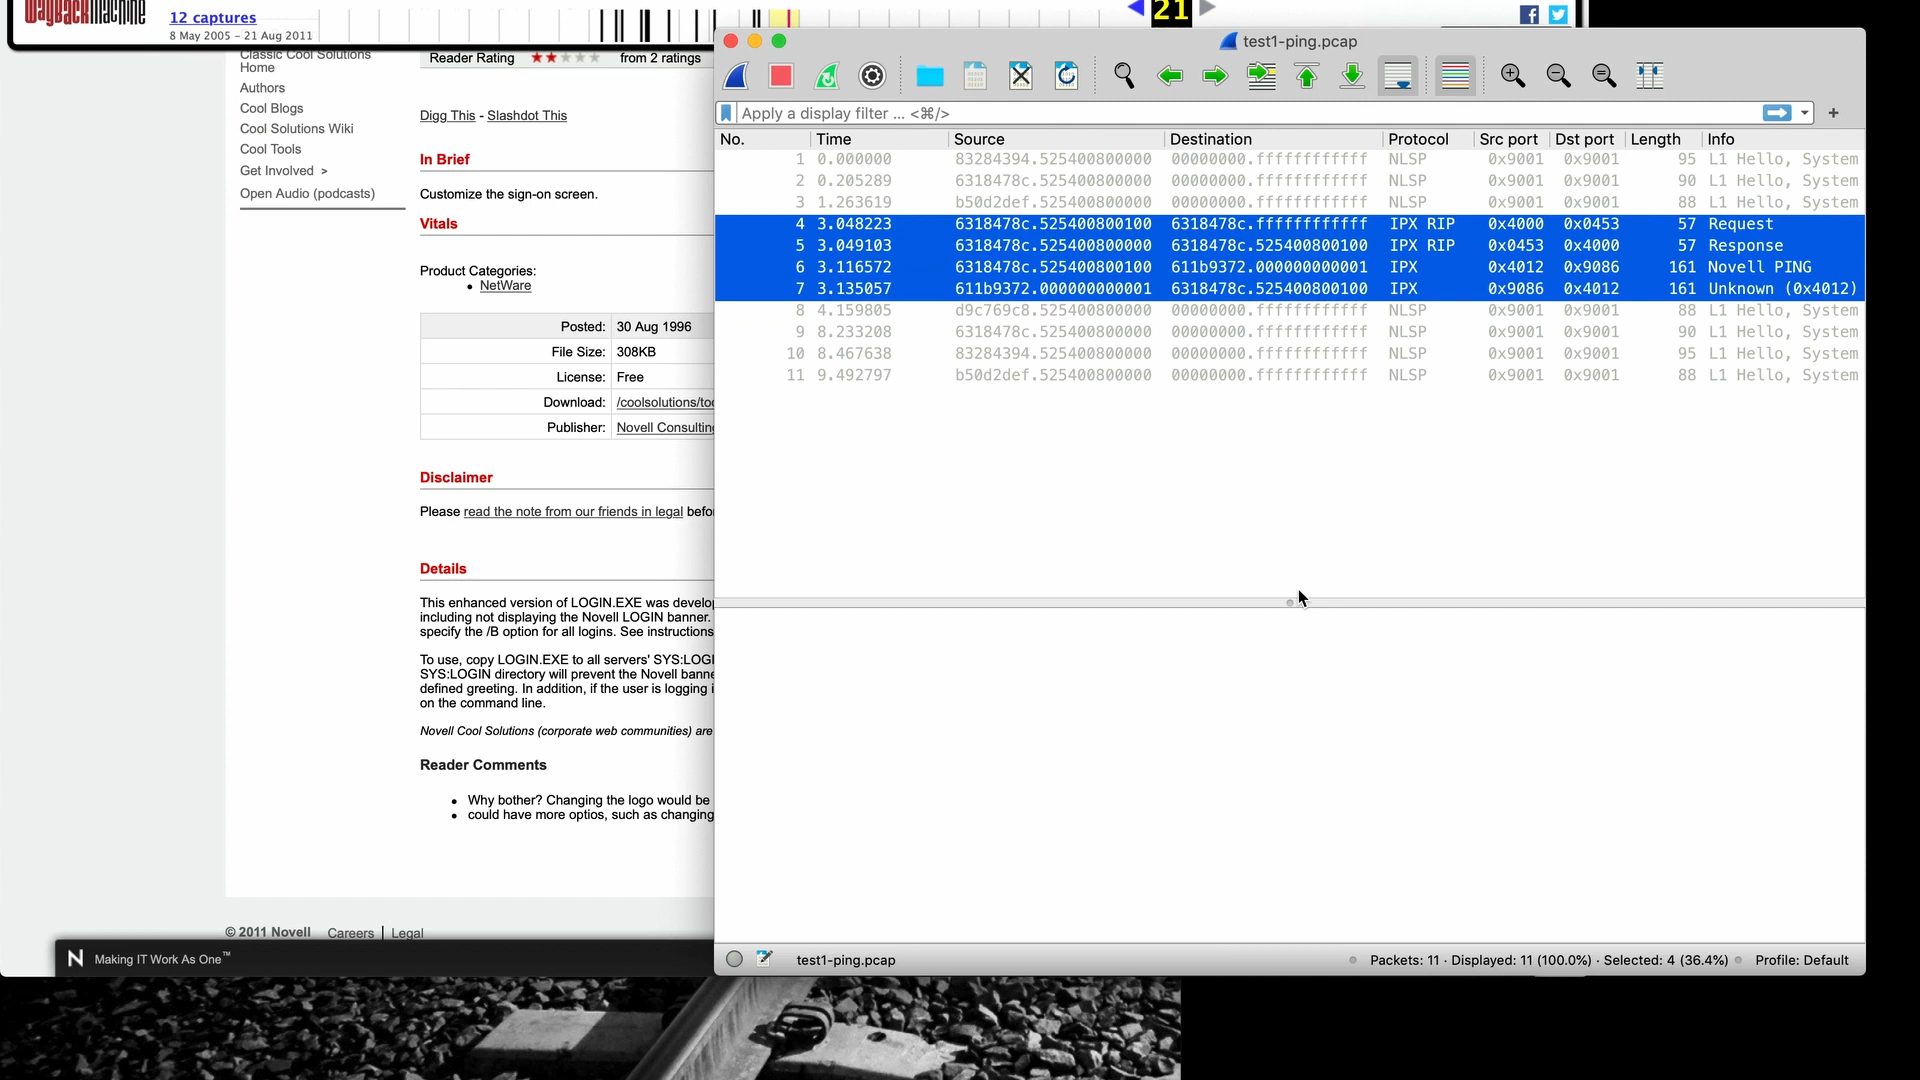 WayBackMachine
12 captures
8 May 2005 – 21 Aug 2011
21
Classic Cool Solutions
Home
Authors
Cool Blogs
Cool Solutions Wiki
Cool Tools
Get Involved >
Open Audio (podcasts)
Reader Rating from 2 ratings
Digg This - Slashdot This
In Brief
Customize the sign-on screen.
Vitals
Product Categories:
• NetWare
Posted: 30 Aug 1996
File Size: 308KB
License: Free
Download: /coolsolutions/too
Publisher: Novell Consulting
Disclaimer
Please read the note from our friends in legal befo
Details
This enhanced version of LOGIN.EXE was develop
including not displaying the Novell LOGIN banner.
specify the /B option for all logins. See instructions
To use, copy LOGIN.EXE to all servers' SYS:LOGI
SYS:LOGIN directory will prevent the Novell banne
defined greeting. In addition, if the user is logging i
on the command line.
Novell Cool Solutions (corporate web communities) are
Reader Comments
• Why bother? Changing the logo would be
• could have more optios, such as changing
© 2011 Novell Careers | Legal
N Making IT Work As One™
test1-ping.pcap
Apply a display filter ... <⌘/>
No. Time Source Destination Protocol Src port Dst port Length Info
1 0.000000 83284394.525400800000 00000000.ffffffffffff NLSP 0x9001 0x9001 95 L1 Hello, System
2 0.205289 6318478c.525400800000 00000000.ffffffffffff NLSP 0x9001 0x9001 90 L1 Hello, System
3 1.263619 b50d2def.525400800000 00000000.ffffffffffff NLSP 0x9001 0x9001 88 L1 Hello, System
4 3.048223 6318478c.525400800100 6318478c.ffffffffffff IPX RIP 0x4000 0x0453 57 Request
5 3.049103 6318478c.525400800000 6318478c.525400800100 IPX RIP 0x0453 0x4000 57 Response
6 3.116572 6318478c.525400800100 611b9372.000000000001 IPX 0x4012 0x9086 161 Novell PING
7 3.135057 611b9372.000000000001 6318478c.525400800100 IPX 0x9086 0x4012 161 Unknown (0x4012)
8 4.159805 d9c769c8.525400800000 00000000.ffffffffffff NLSP 0x9001 0x9001 88 L1 Hello, System
9 8.233208 6318478c.525400800000 00000000.ffffffffffff NLSP 0x9001 0x9001 90 L1 Hello, System
10 8.467638 83284394.525400800000 00000000.ffffffffffff NLSP 0x9001 0x9001 95 L1 Hello, System
11 9.492797 b50d2def.525400800000 00000000.ffffffffffff NLSP 0x9001 0x9001 88 L1 Hello, System
test1-ping.pcap
Packets: 11 · Displayed: 11 (100.0%) · Selected: 4 (36.4%)
Profile: Default